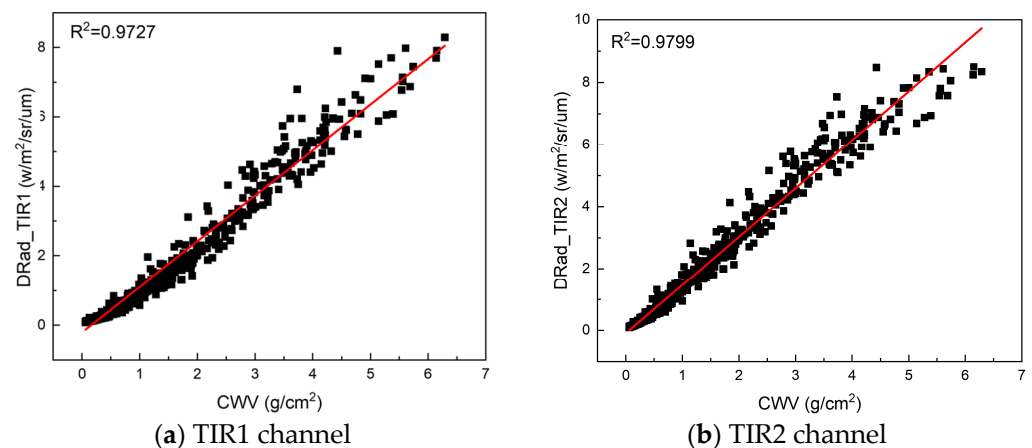 R²=0.9727
DRad_TIR1 (w/m²/sr/um)
8
3
4
2
0
0 1 2 3 4 5 6 7
CWV (g/cm²)
(a) TIR1 channel
R²=0.9799
DRad_TIR2 (w/m²/sr/um)
10
8
6
4
2
0
0 1 2 3 4 5 6 7
CWV (g/cm²)
(b) TIR2 channel